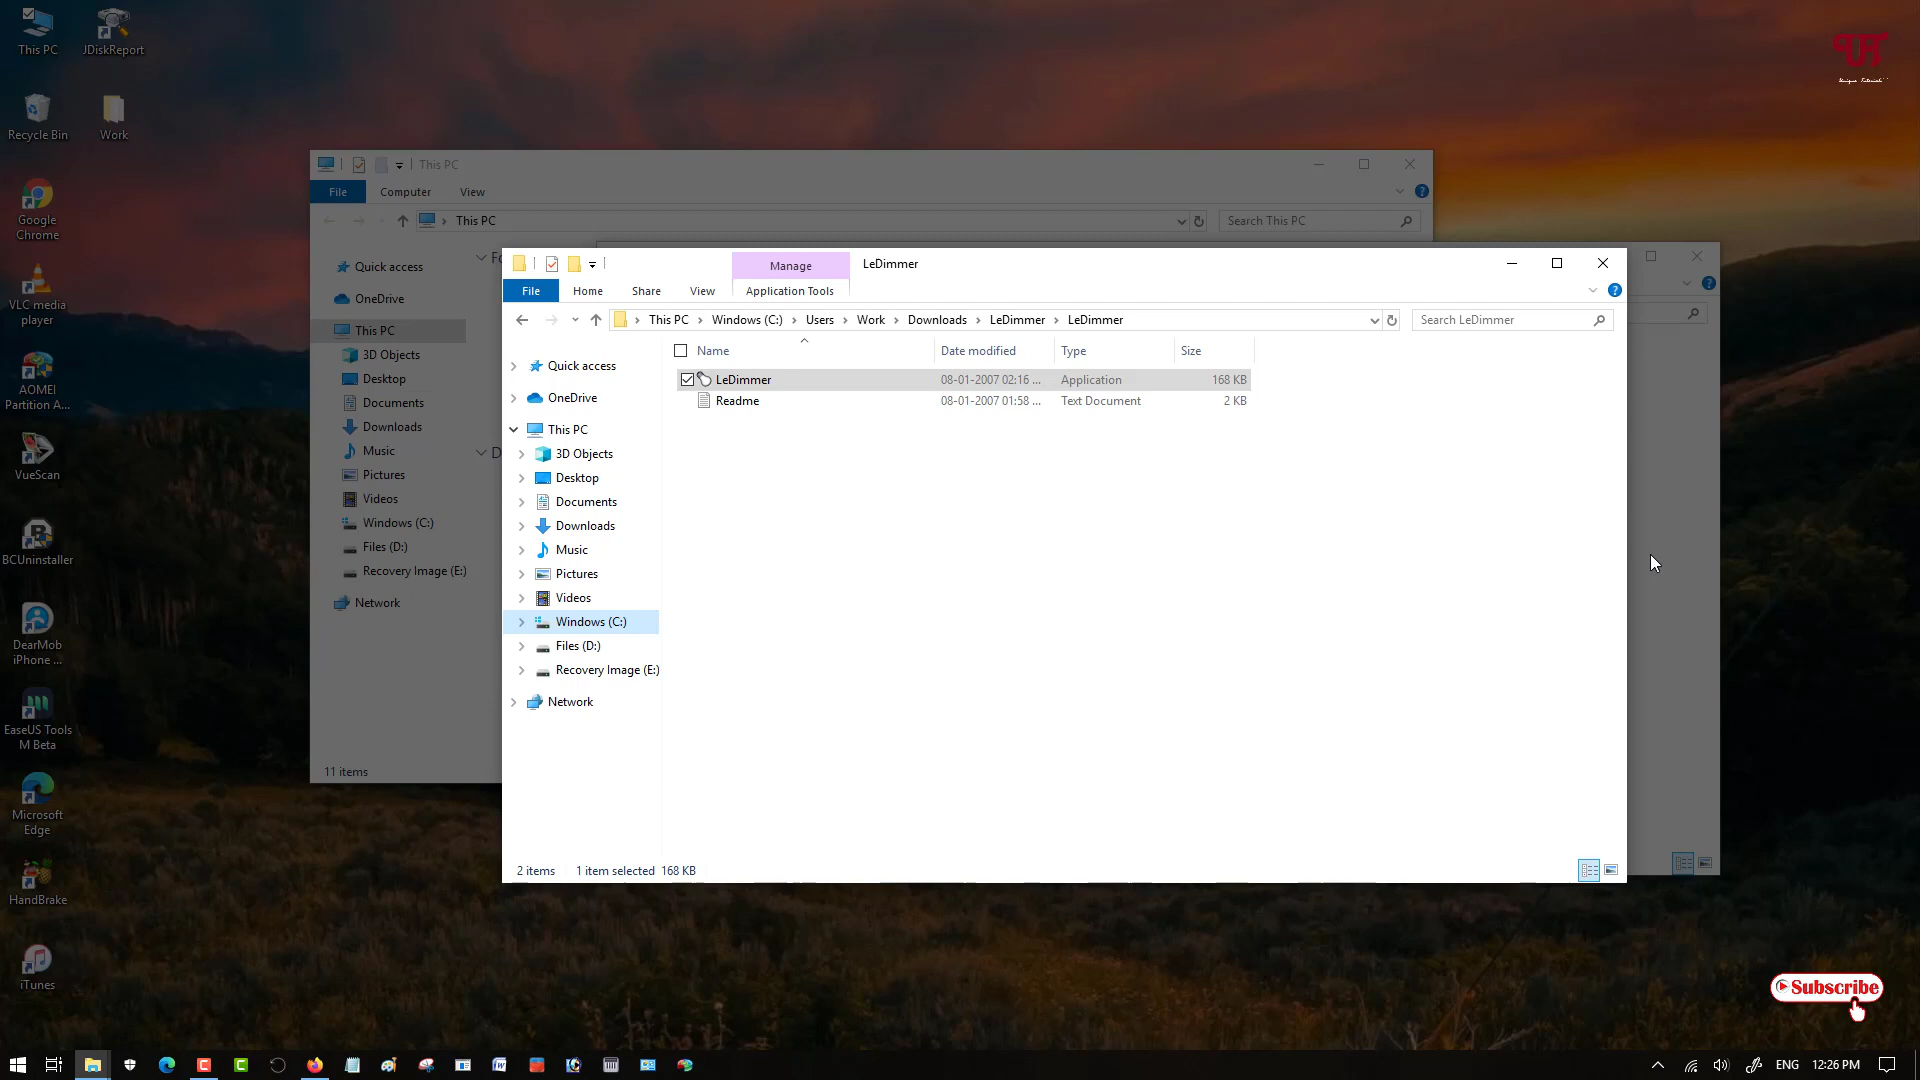 This PC
JDiskReport
Recycle Bin
Work
Google
Chrome
VLC media
player
AOMEI
Partition A...
VueScan
BCUninstaller
DearMob
iPhone ...
EaseUS Tools
M Beta
Microsoft
Edge
HandBrake
iTunes
UT
Unique Tutorials
This PC
File Computer View
This PC
Search This PC
Quick access
OneDrive
This PC
3D Objects
Desktop
Documents
Downloads
Music
Pictures
Videos
Windows (C:)
Files (D:)
Recovery Image (E:)
Network
11 items
Manage LeDimmer
File Home Share View Application Tools
This PC Windows (C:) Users Work Downloads LeDimmer LeDimmer
Search LeDimmer
Name Date modified Type Size
LeDimmer 08-01-2007 02:16 ... Application 168 KB
Readme 08-01-2007 01:58 ... Text Document 2 KB
Quick access
OneDrive
This PC
3D Objects
Desktop
Documents
Downloads
Music
Pictures
Videos
Windows (C:)
Files (D:)
Recovery Image (E:)
Network
2 items 1 item selected 168 KB
Subscribe
ENG 12:26 PM